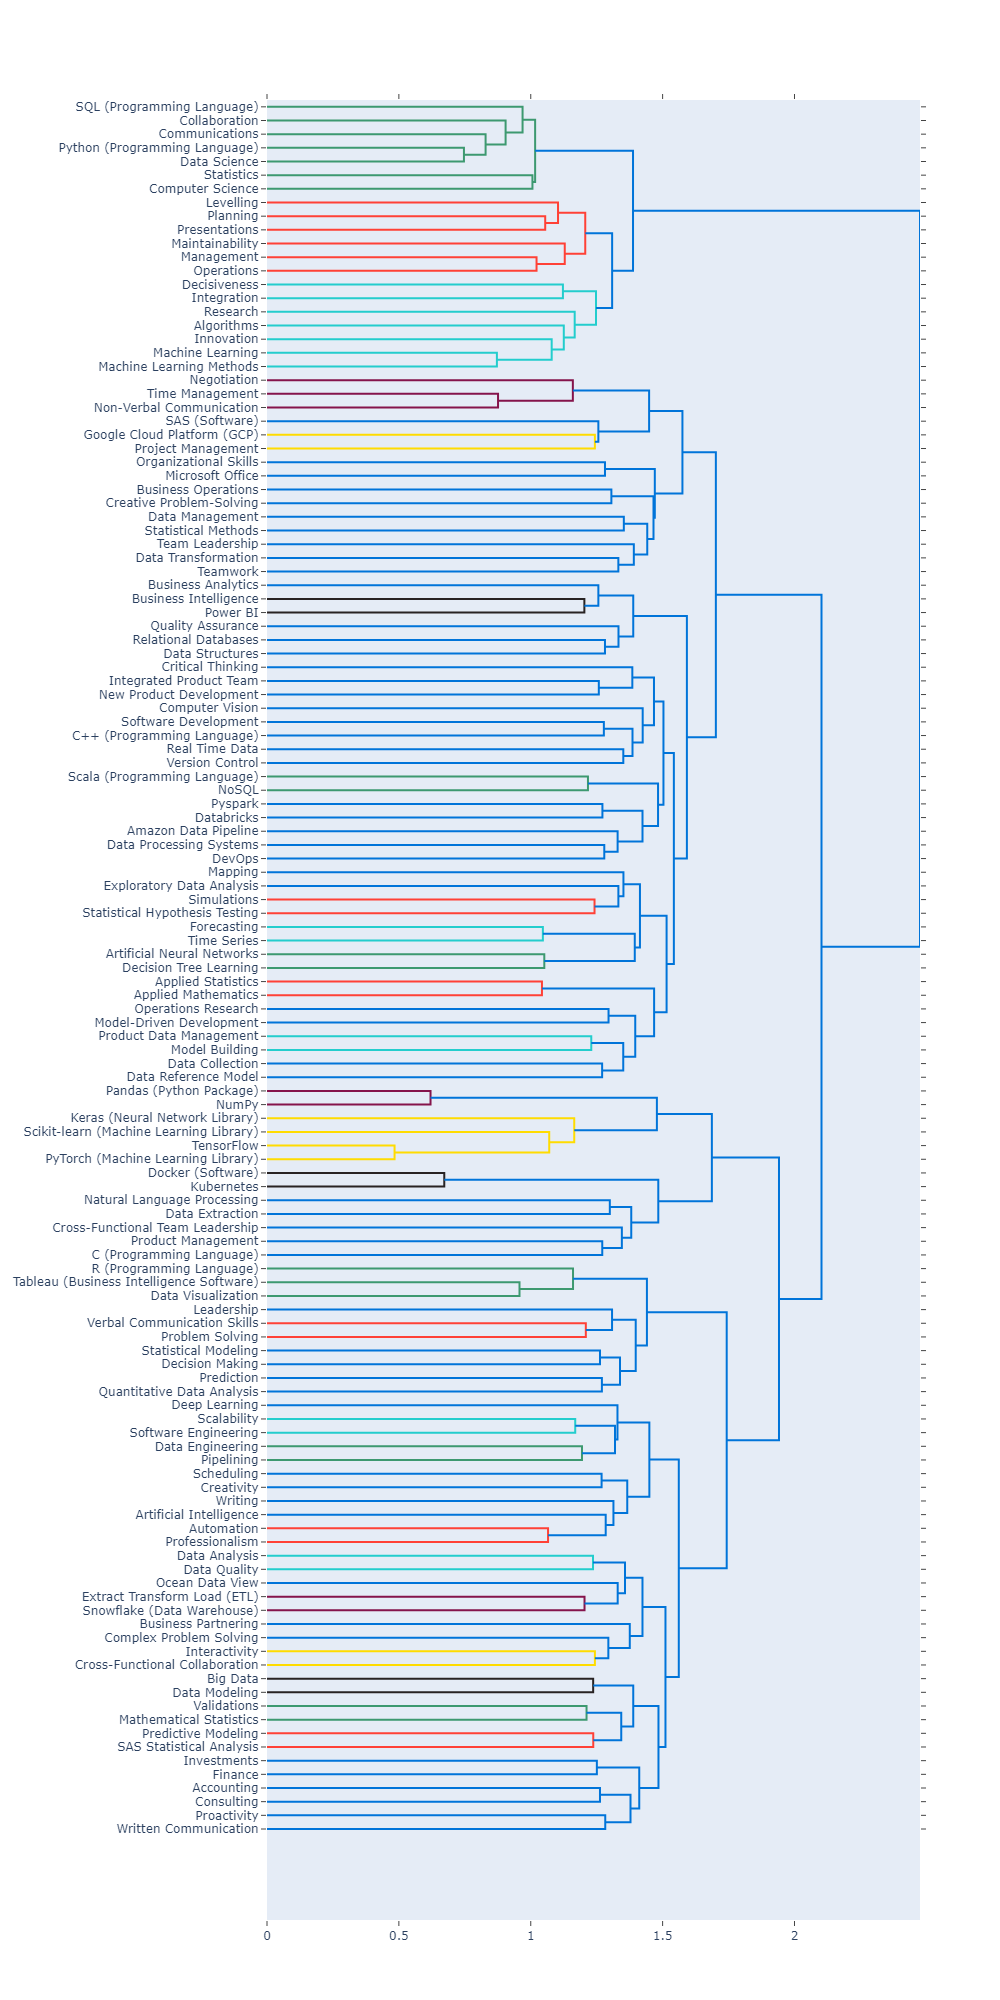 SQL (Programming Language)
Collaboration
Communications
Python (Programming Language)
Data Science
Statistics
Computer Science
Levelling
Planning
Presentations
Maintainability
Management
Operations
Decisiveness
Integration
Research
Algorithms
Innovation
Machine Learning
Machine Learning Methods
Negotiation
Time Management
Non-Verbal Communication
SAS (Software)
Google Cloud Platform (GCP)
Project Management
Organizational Skills
Microsoft Office
Business Operations
Creative Problem-Solving
Data Management
Statistical Methods
Team Leadership
Data Transformation
Teamwork
Business Analytics
Business Intelligence
Power BI
Quality Assurance
Relational Databases
Data Structures
Critical Thinking
Integrated Product Team
New Product Development
Computer Vision
Software Development
C++ (Programming Language)
Real Time Data
Version Control
Scala (Programming Language)
NoSQL
Pyspark
Databricks
Amazon Data Pipeline
Data Processing Systems
DevOps
Mapping
Exploratory Data Analysis
Simulations
Statistical Hypothesis Testing
Forecasting
Time Series
Artificial Neural Networks
Decision Tree Learning
Applied Statistics
Applied Mathematics
Operations Research
Model-Driven Development
Product Data Management
Model Building
Data Collection
Data Reference Model
Pandas (Python Package)
NumPy
Keras (Neural Network Library)
Scikit-learn (Machine Learning Library)
TensorFlow
PyTorch (Machine Learning Library)
Docker (Software)
Kubernetes
Natural Language Processing
Data Extraction
Cross-Functional Team Leadership
Product Management
C (Programming Language)
R (Programming Language)
Tableau (Business Intelligence Software)
Data Visualization
Leadership
Verbal Communication Skills
Problem Solving
Statistical Modeling
Decision Making
Prediction
Quantitative Data Analysis
Deep Learning
Scalability
Software Engineering
Data Engineering
Pipelining
Scheduling
Creativity
Writing
Artificial Intelligence
Automation
Professionalism
Data Analysis
Data Quality
Ocean Data View
Extract Transform Load (ETL)
Snowflake (Data Warehouse)
Business Partnering
Complex Problem Solving
Interactivity
Cross-Functional Collaboration
Big Data
Data Modeling
Validations
Mathematical Statistics
Predictive Modeling
SAS Statistical Analysis
Investments
Finance
Accounting
Consulting
Proactivity
Written Communication
0 0.5 1 1.5 2